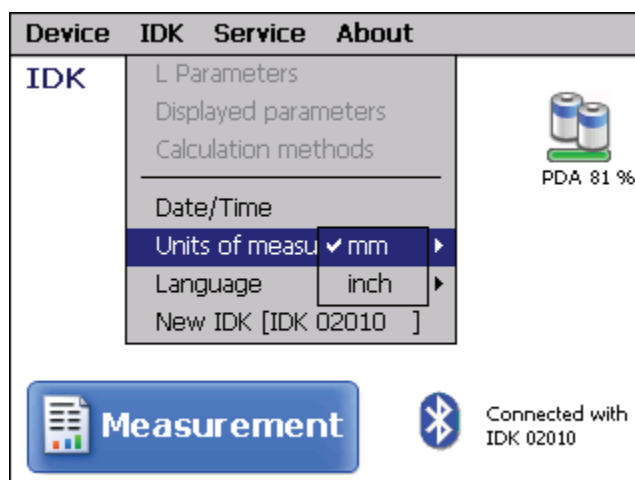 Device IDK Service About
IDK
L Parameters
Displayed parameters
Calculation methods
PDA 81 %
Date/Time
Units of measu ✔ mm
Language inch
New IDK [IDK 02010 ]
Measurement
Connected with
IDK 02010